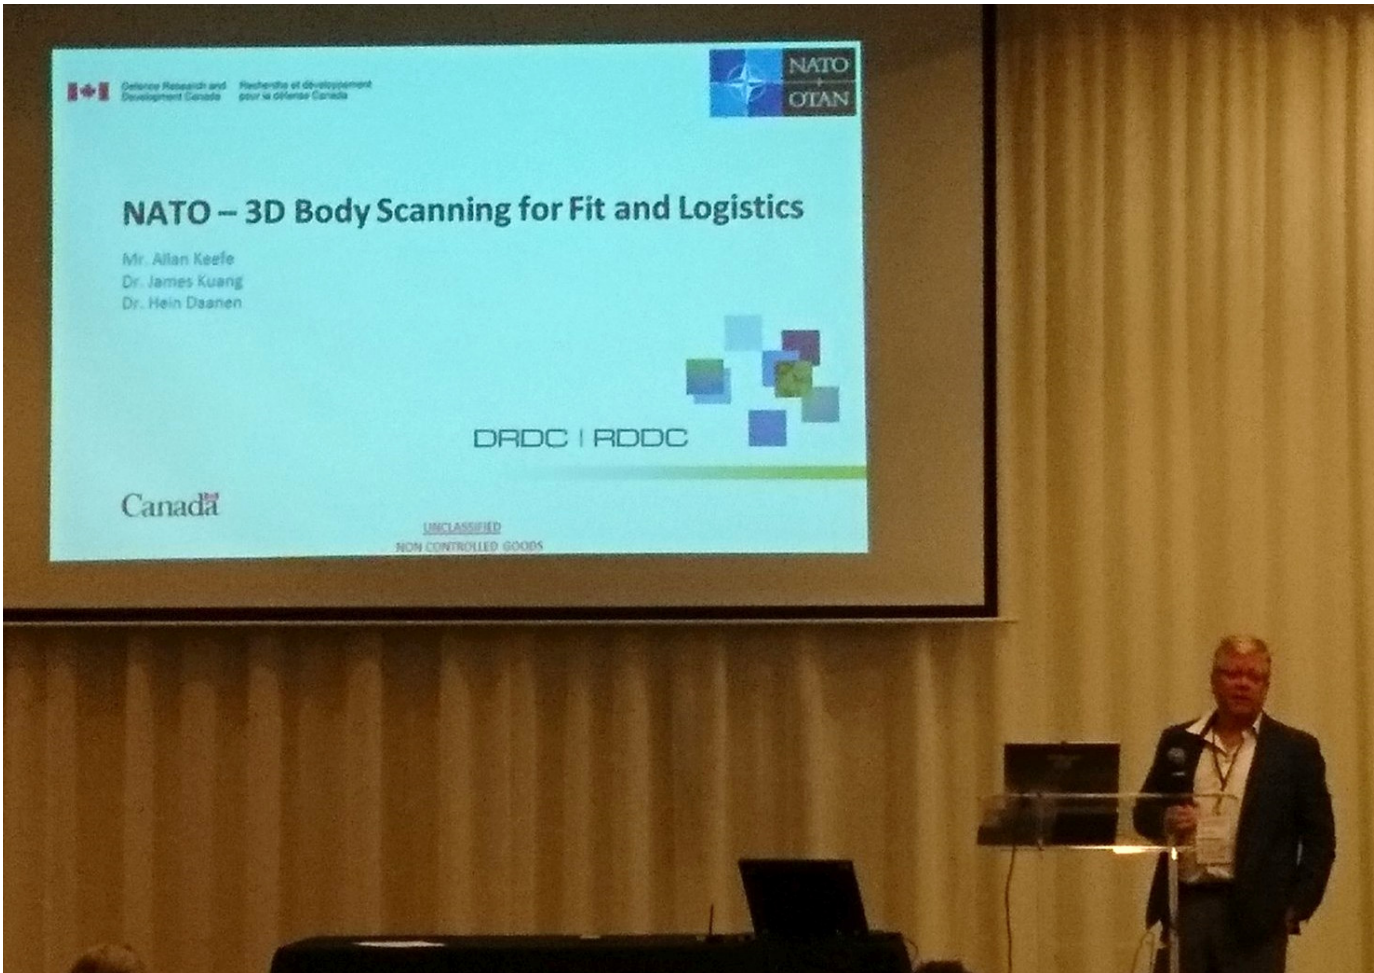 Defence Research and Development Canada
Recherche et développement pour la défense Canada
NATO
OTAN
NATO – 3D Body Scanning for Fit and Logistics
Mr. Allan Keefe
Dr. James Kuang
Dr. Hein Daanen
DRDC | RDDC
Canada
UNCLASSIFIED
NON CONTROLLED GOODS